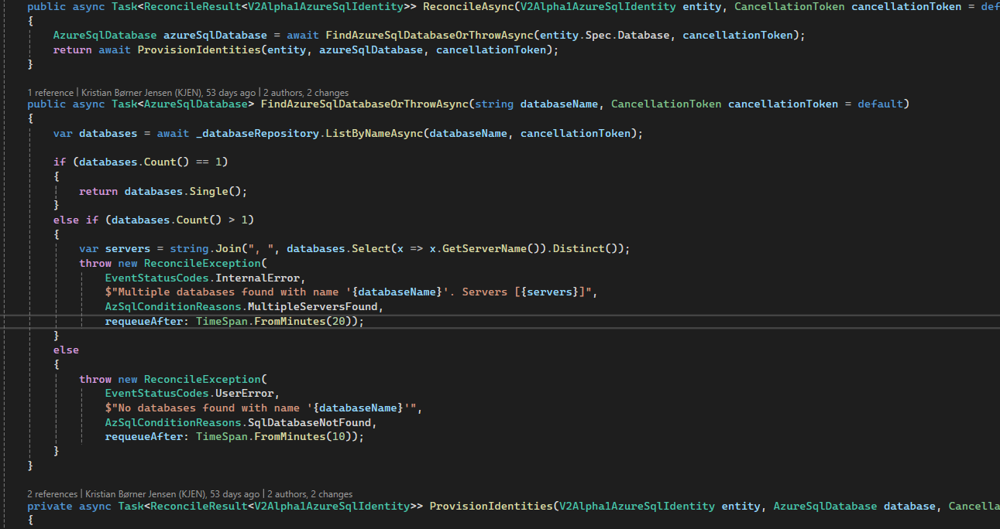 public async Task<ReconcileResult<V2Alpha1AzureSqlIdentity>> ReconcileAsync(V2Alpha1AzureSqlIdentity entity, CancellationToken cancellationToken = def
{
AzureSqlDatabase azureSqlDatabase = await FindAzureSqlDatabaseOrThrowAsync(entity.Spec.Database, cancellationToken);
return await ProvisionIdentities(entity, azureSqlDatabase, cancellationToken);
}
1 reference | Kristian Børner Jensen (KJEN), 53 days ago | 2 authors, 2 changes
public async Task<AzureSqlDatabase> FindAzureSqlDatabaseOrThrowAsync(string databaseName, CancellationToken cancellationToken = default)
{
var databases = await _databaseRepository.ListByNameAsync(databaseName, cancellationToken);
if (databases.Count() == 1)
{
return databases.Single();
}
else if (databases.Count() > 1)
{
var servers = string.Join(", ", databases.Select(x => x.GetServerName()).Distinct());
throw new ReconcileException(
EventStatusCodes.InternalError,
$"Multiple databases found with name '{databaseName}'. Servers [{servers}]",
AzSqlConditionReasons.MultipleServersFound,
requeueAfter: TimeSpan.FromMinutes(20));
}
else
{
throw new ReconcileException(
EventStatusCodes.UserError,
$"No databases found with name '{databaseName}'",
AzSqlConditionReasons.SqlDatabaseNotFound,
requeueAfter: TimeSpan.FromMinutes(10));
}
}
2 references | Kristian Børner Jensen (KJEN), 53 days ago | 2 authors, 2 changes
private async Task<ReconcileResult<V2Alpha1AzureSqlIdentity>> ProvisionIdentities(V2Alpha1AzureSqlIdentity entity, AzureSqlDatabase database, Cancella
{